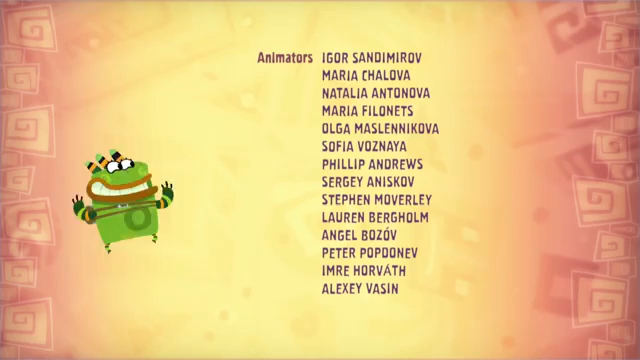 Animators IGOR SANDIMIROV
MARIA CHALOVA
NATALIA ANTONOVA
MARIA FILONETS
OLGA MASLENNIKOVA
SOFIA VOZNAYA
PHILLIP ANDREWS
SERGEY ANISKOV
STEPHEN MOVERLEY
LAUREN BERGHOLM
ANGEL BOZÓV
PETER POPDONEV
IMRE HORVÁTH
ALEXEY VASIN